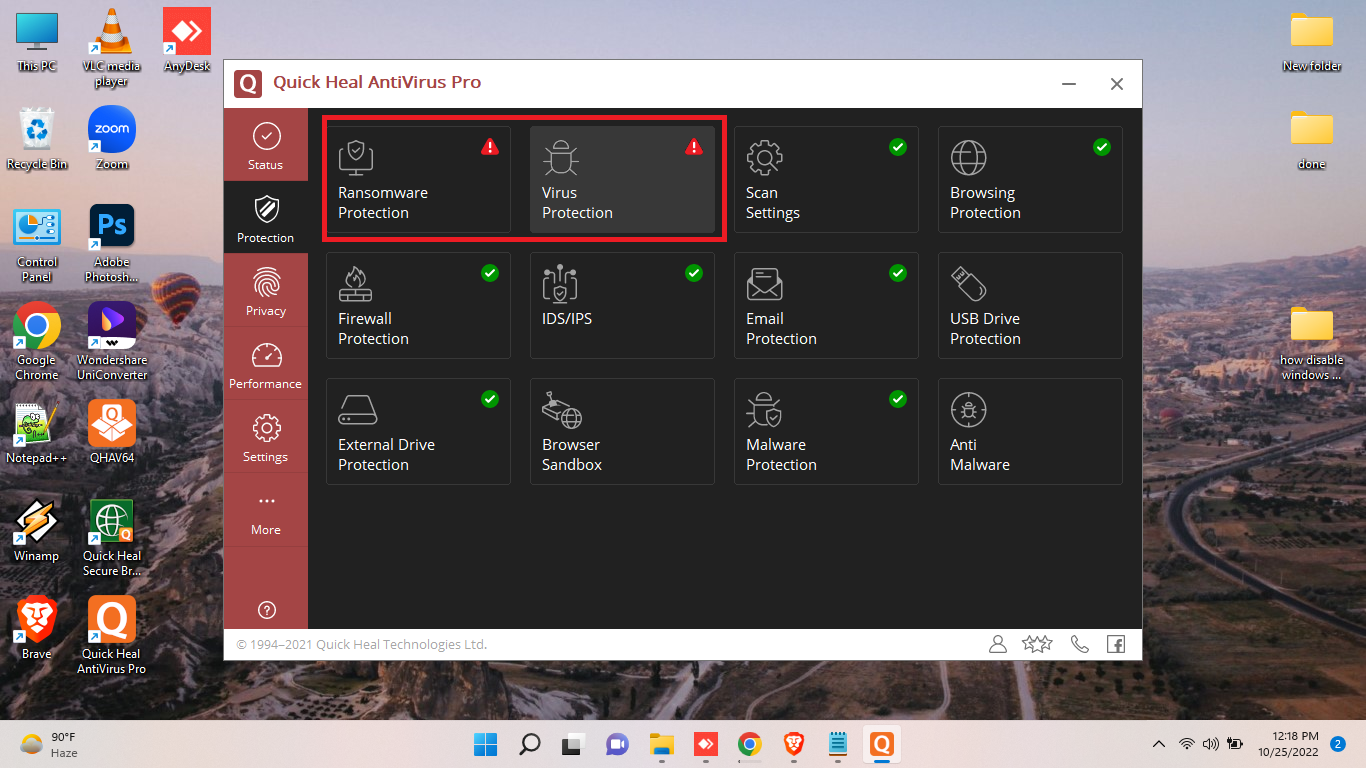 This PC
VLC media
player
AnyDesk
Recycle Bin
zoom
Zoom
Control
Panel
Ps
Adobe
Photosh...
Google
Chrome
Wondershare
UniConverter
Notepad++
QHAV64
Winamp
Quick Heal
Secure Br...
Brave
Quick Heal
AntiVirus Pro
Quick Heal AntiVirus Pro
Status
Protection
Privacy
Performance
Settings
More
Ransomware
Protection
Virus
Protection
Scan
Settings
Browsing
Protection
Firewall
Protection
IDS/IPS
Email
Protection
USB Drive
Protection
External Drive
Protection
Browser
Sandbox
Malware
Protection
Anti
Malware
© 1994–2021 Quick Heal Technologies Ltd.
New folder
done
how disable
windows ...
90°F
Haze
12:18 PM
10/25/2022
2